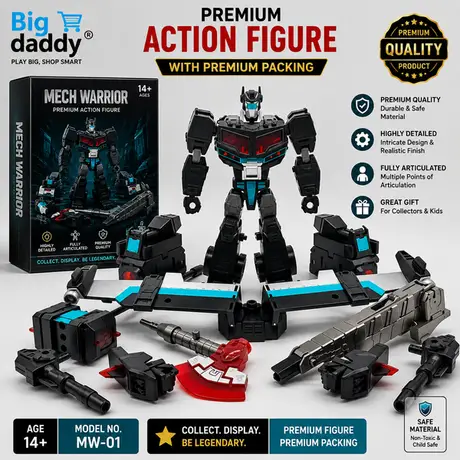 Big
daddy®
PLAY BIG, SHOP SMART
PREMIUM
ACTION FIGURE
WITH PREMIUM PACKING
PREMIUM
QUALITY
PRODUCT
MECH WARRIOR
PREMIUM ACTION FIGURE
14+
AGES
MECH WARRIOR
HIGHLY
DETAILED
FULLY
ARTICULATED
PREMIUM
QUALITY
COLLECT. DISPLAY. BE LEGENDARY.
PREMIUM QUALITY
Durable & Safe
Material
HIGHLY DETAILED
Intricate Design &
Realistic Finish
FULLY ARTICULATED
Multiple Points of
Articulation
GREAT GIFT
For Collectors & Kids
AGE
14+
MODEL NO.
MW-01
COLLECT. DISPLAY.
BE LEGENDARY.
PREMIUM FIGURE
PREMIUM PACKING
SAFE
MATERIAL
Non-Toxic &
Child Safe